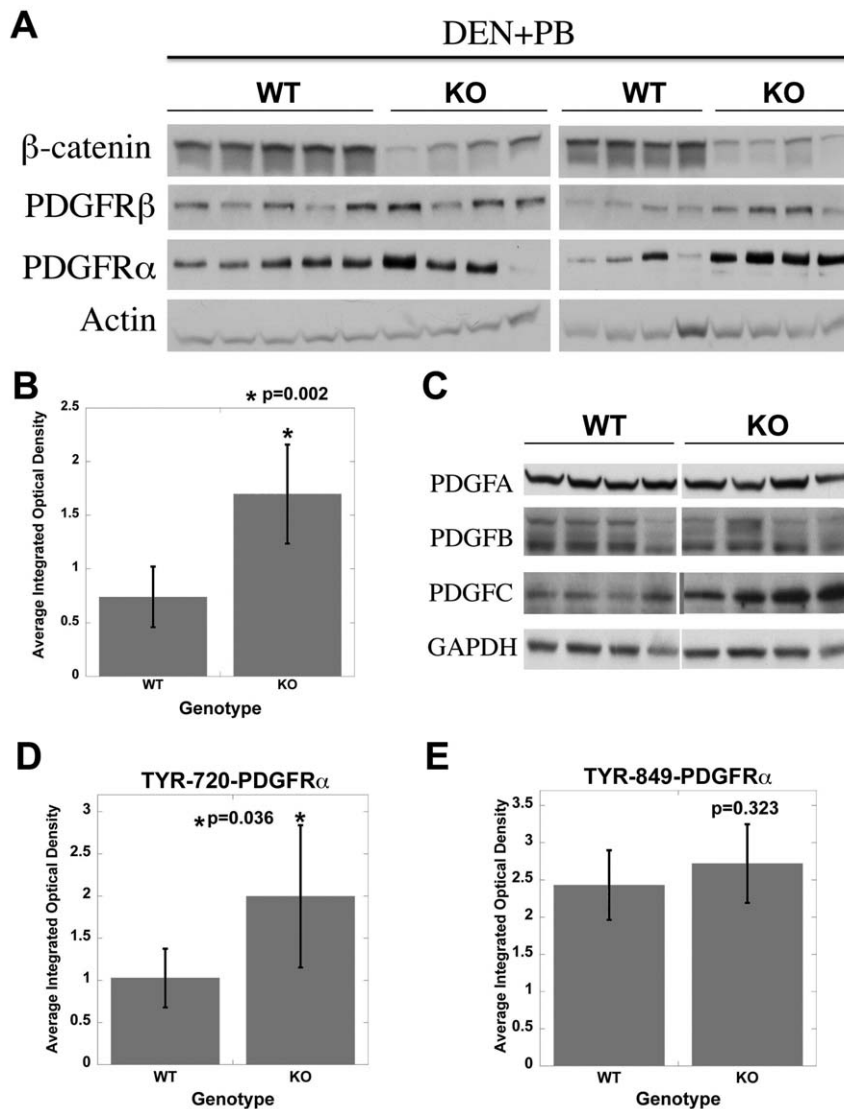 A
DEN+PB
WT KO WT KO
β-catenin
PDGFRβ
PDGFRα
Actin
B
* p=0.002
*
2.5
2
1.5
1
0.5
0
Average Integrated Optical Density
WT KO
Genotype
C
WT KO
PDGFA
PDGFB
PDGFC
GAPDH
D
TYR-720-PDGFRα
* p=0.036 *
3
2.5
2
1.5
1
0.5
0
Average Integrated Optical Density
WT KO
Genotype
E
TYR-849-PDGFRα
p=0.323
3.5
3
2.5
2
1.5
1
0.5
0
Average Integrated Optical Density
WT KO
Genotype